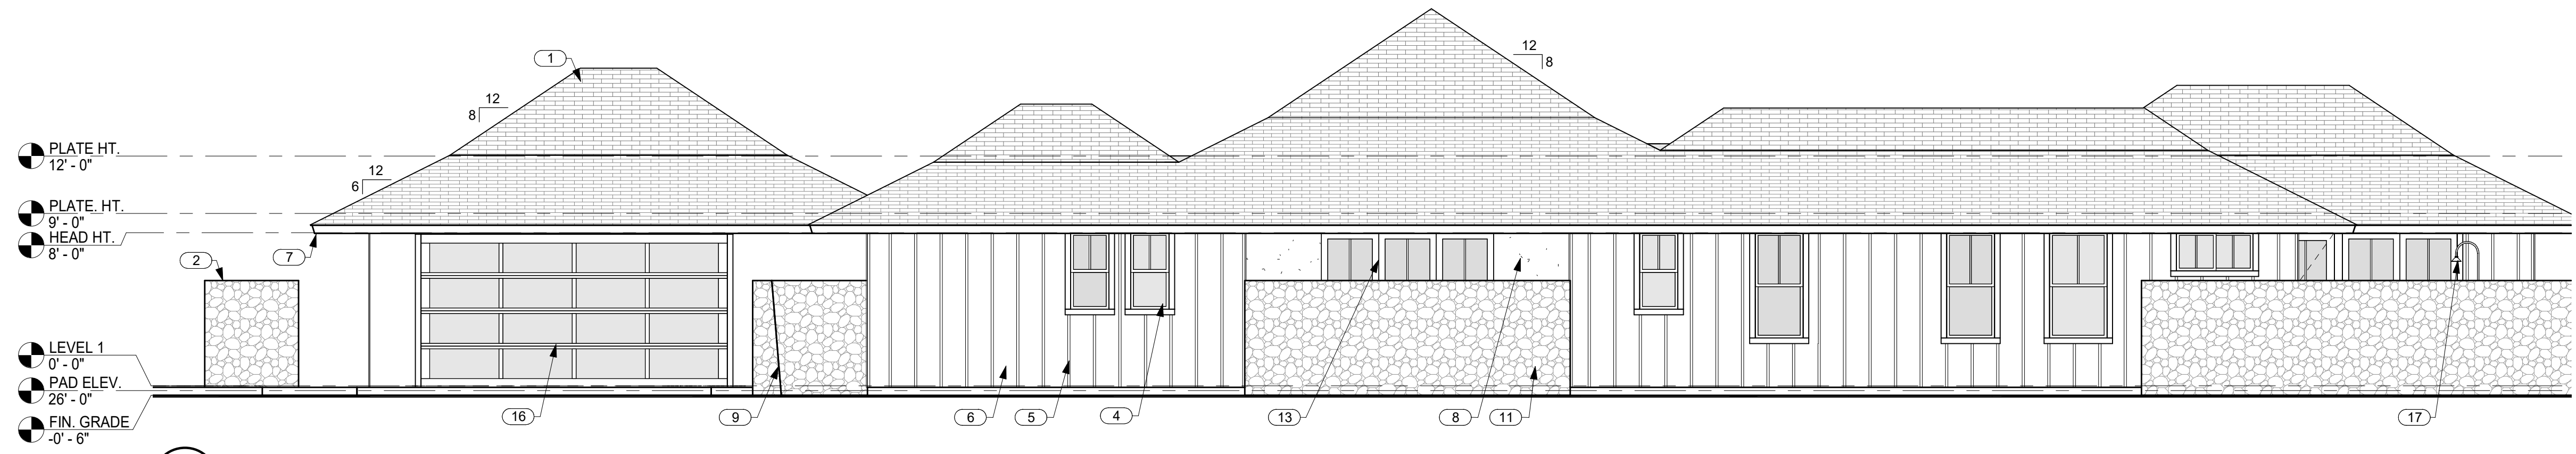 1
12
8
12
8
PLATE HT.
12' - 0"
12
6
PLATE. HT.
9' - 0"
HEAD HT.
8' - 0"
2
7
LEVEL 1
0' - 0"
PAD ELEV.
26' - 0"
FIN. GRADE
-0' - 6"
16
9
6
5
4
13
8
11
17